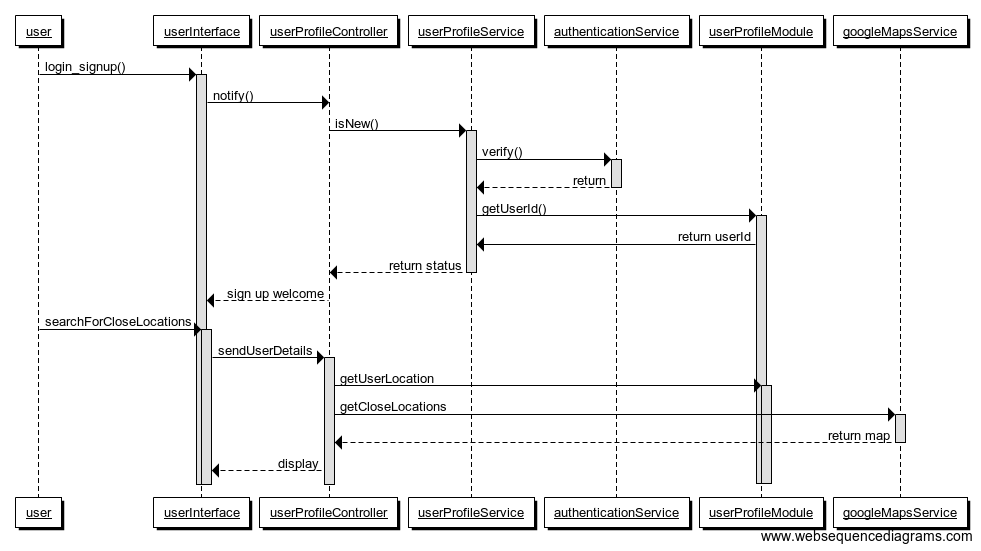 user userInterface userProfileController userProfileService authenticationService userProfileModule googleMapsService
login_signup()
notify()
isNew()
verify()
return
getUserId()
return userId
return status
sign up welcome
searchForCloseLocations
sendUserDetails
getUserLocation
getCloseLocations
return map
display
user userInterface userProfileController userProfileService authenticationService userProfileModule googleMapsService
www.websequencediagrams.com